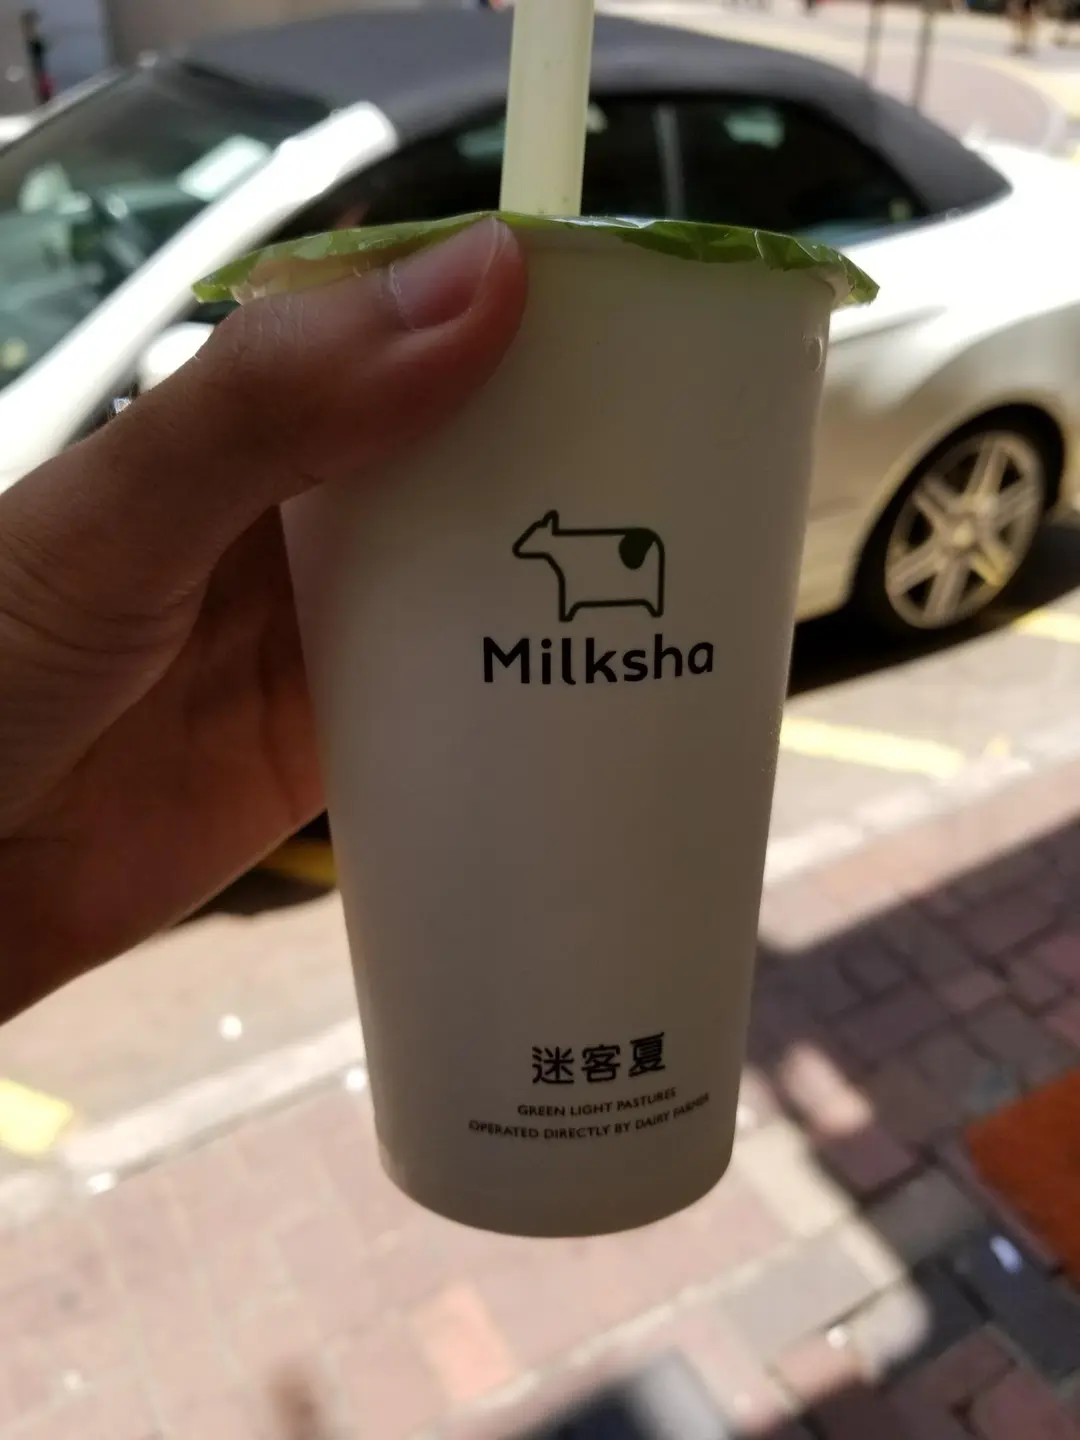 Milksha
迷客夏
GREEN LIGHT PASTURES
OPERATED DIRECTLY BY DAIRY FARMER